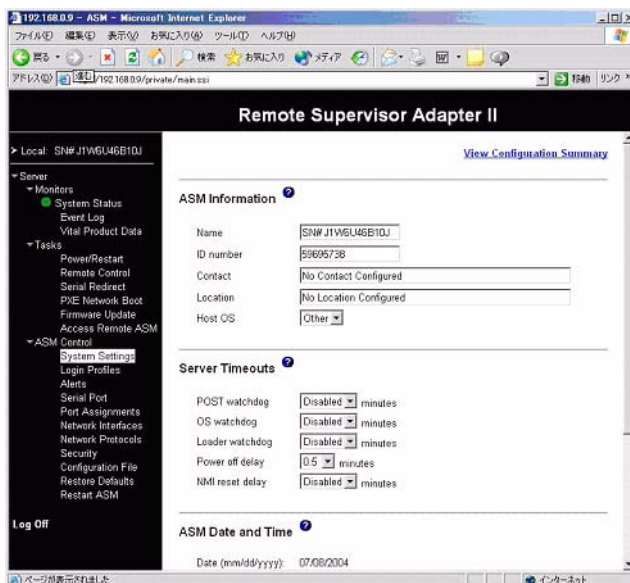 192.168.0.9 - ASM - Microsoft Internet Explorer
ファイル(F) 編集(E) 表示(V) お気に入り(A) ツール(T) ヘルプ(H)
戻る 検索 お気に入り メディア
アドレス(D) 進む /192.168.0.9/private/main.ssi 移動 リンク
Remote Supervisor Adapter II
Local: SN# J1W6U46B10J
View Configuration Summary
Server
Monitors
System Status
Event Log
Vital Product Data
Tasks
Power/Restart
Remote Control
Serial Redirect
PXE Network Boot
Firmware Update
Access Remote ASM
ASM Control
System Settings
Login Profiles
Alerts
Serial Port
Port Assignments
Network Interfaces
Network Protocols
Security
Configuration File
Restore Defaults
Restart ASM
Log Off
ASM Information
Name SN# J1W6U46B10J
ID number 59695738
Contact No Contact Configured
Location No Location Configured
Host OS Other
Server Timeouts
POST watchdog Disabled minutes
OS watchdog Disabled minutes
Loader watchdog Disabled minutes
Power off delay 0.5 minutes
NMI reset delay Disabled minutes
ASM Date and Time
Date (mm/dd/yyyy): 07/08/2004
ページが表示されました インターネット